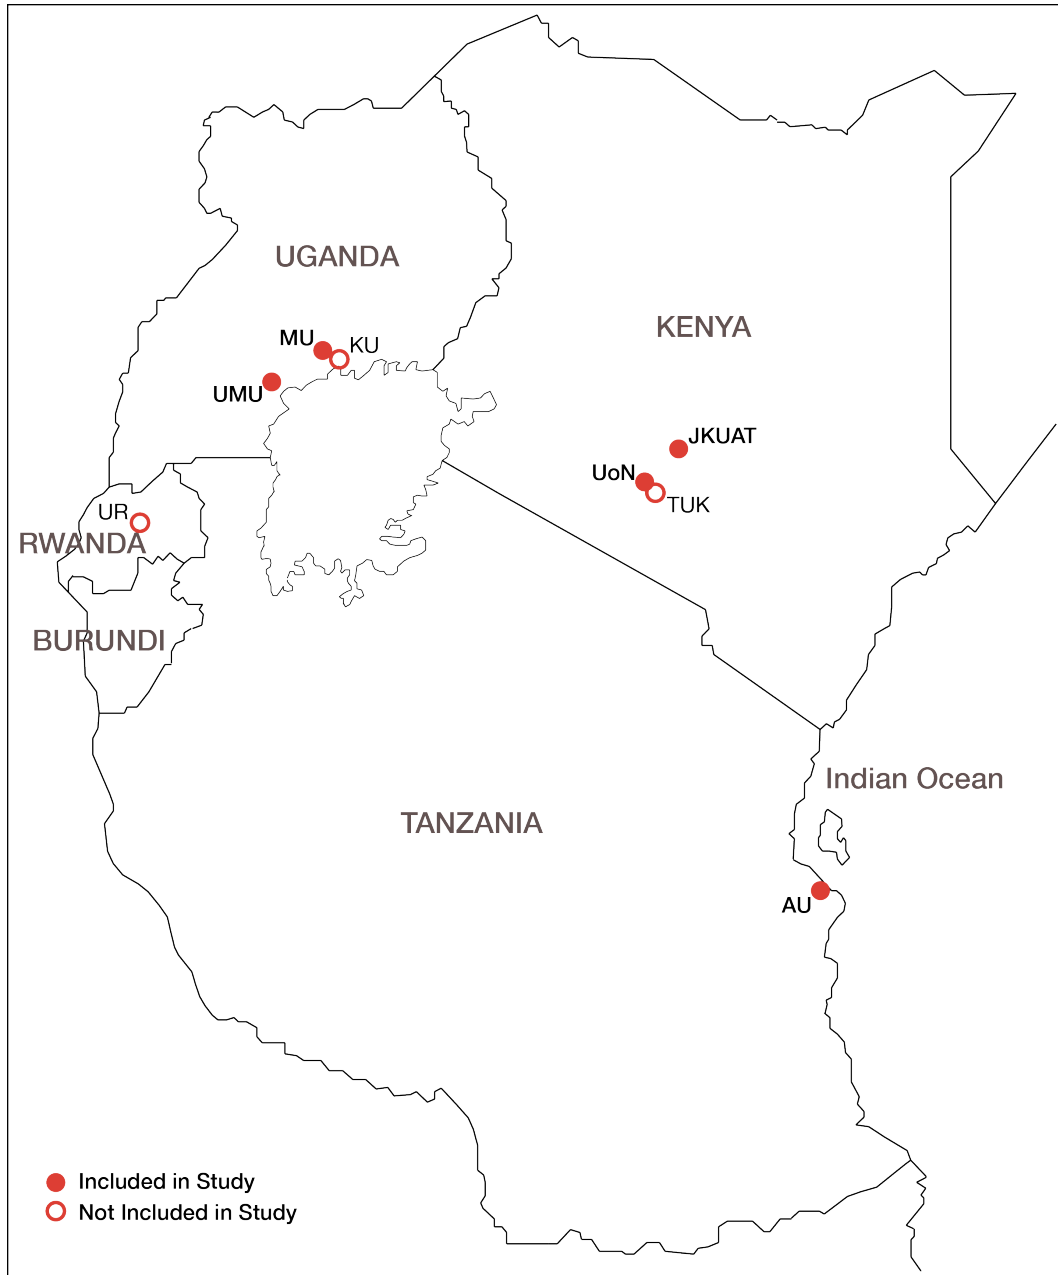 UGANDA
KENYA
MU
KU
UMU
JKUAT
UoN
TUK
UR
RWANDA
BURUNDI
Indian Ocean
TANZANIA
AU
Included in Study
Not Included in Study